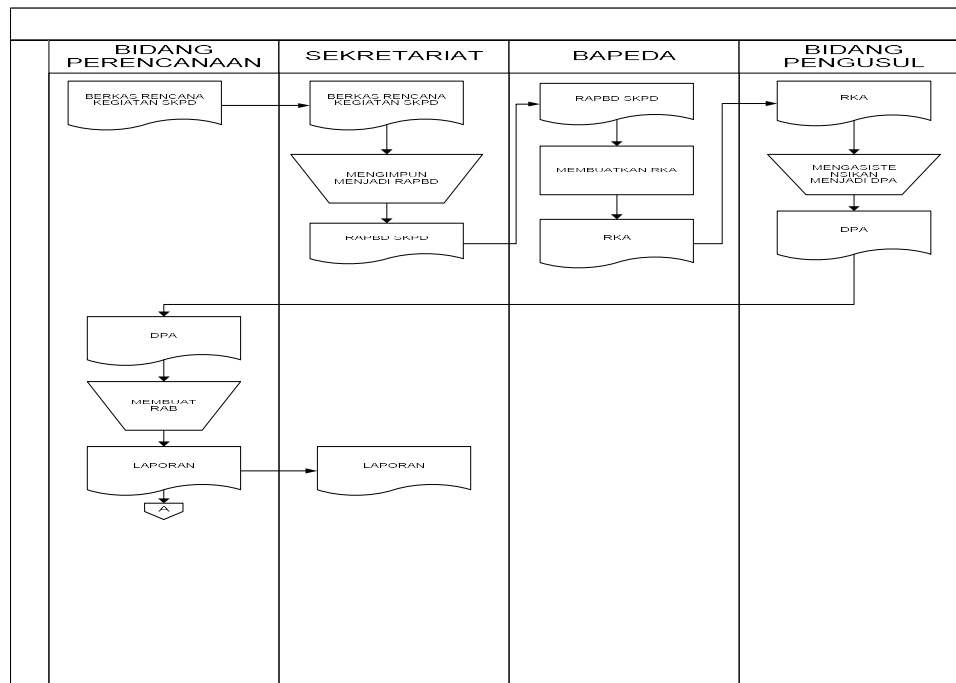 BIDANG
PERENCANAAN
SEKRETARIAT
BAPEDA
BIDANG
PENGUSUL
BERKAS RENCANA
KEGIATAN SKPD
BERKAS RENCANA
KEGIATAN SKPD
RAPBD SKPD
RKA
MENGIMPUN
MENJADI RAPBD
MEMBUATKAN RKA
MENGASISTE
NSIKAN
MENJADI DPA
RAPBD SKPD
RKA
DPA
DPA
MEMBUAT
RAB
LAPORAN
LAPORAN
A